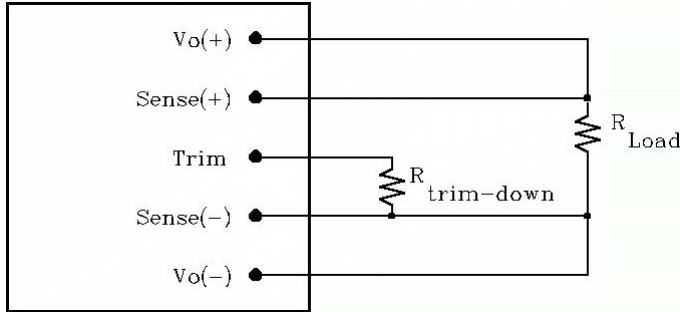 Vo(+)
Sense(+)
R
Load
Trim
R
trim-down
Sense(-)
Vo(-)